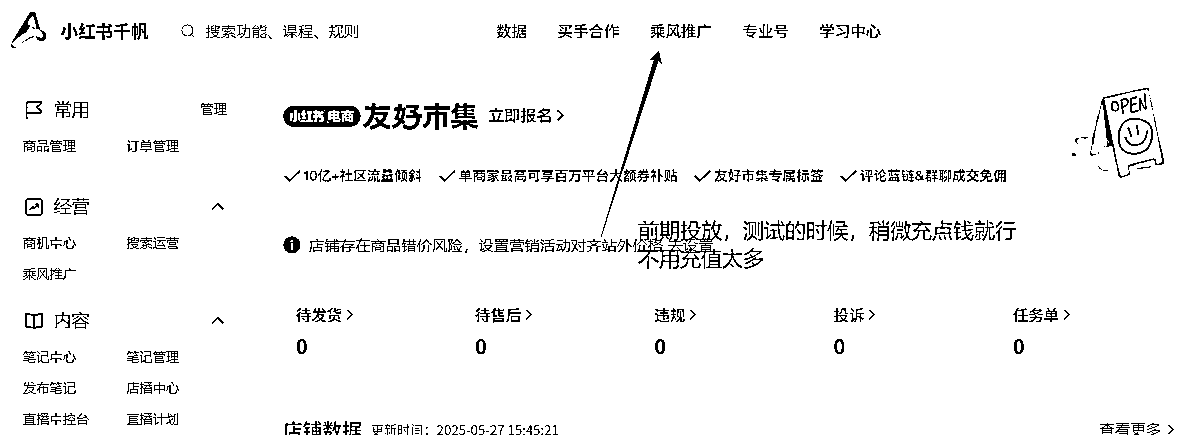 小红书千帆 搜索功能、课程、规则 数据 买手合作 乘风推广 专业号 学习中心
常用 管理
商品管理 订单管理
经营
商机中心 搜索运营
乘风推广
内容
笔记中心 笔记管理
发布笔记 店播中心
直播中控台 直播计划
小红书电商 友好市集 立即报名
OPEN
10亿+社区流量倾斜 单商家最高可享百万平台大额券补贴 友好市集专属标签 评论蓝链&群聊成交免佣
店铺存在商品错价风险，设置营销活动对齐站外价格 去设置
前期投放，测试的时候，稍微充点钱就行
不用充值太多
待发货 待售后 违规 投诉 任务单
0 0 0 0 0
店铺数据 更新时间：2025-05-27 15:45:21 查看更多